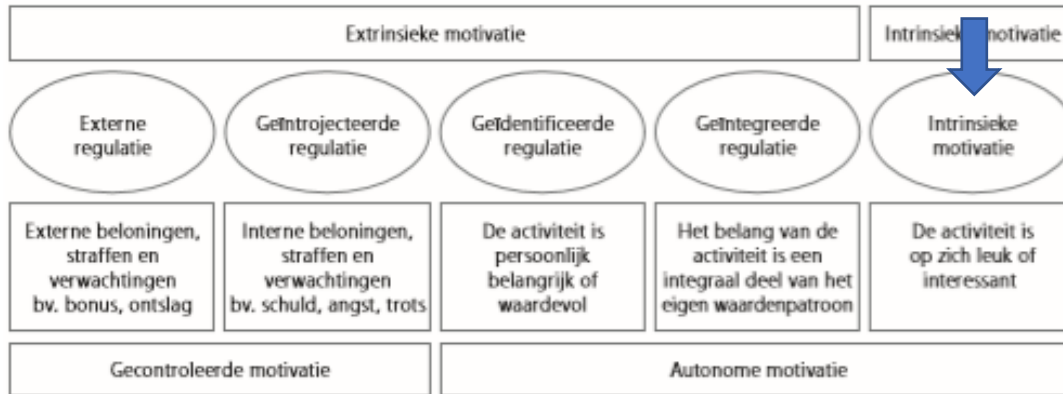 Extrinsieke motivatie
Intrinsieke motivatie
Externe
regulatie
Geïntrojecteerde
regulatie
Geïdentificeerde
regulatie
Geïntegreerde
regulatie
Intrinsieke
motivatie
Externe beloningen,
straffen en
verwachtingen
bv. bonus, ontslag
Interne beloningen,
straffen en
verwachtingen
bv. schuld, angst, trots
De activiteit is
persoonlijk
belangrijk of
waardevol
Het belang van de
activiteit is een
integraal deel van het
eigen waardenpatroon
De activiteit is
op zich leuk of
interessant
Gecontroleerde motivatie
Autonome motivatie